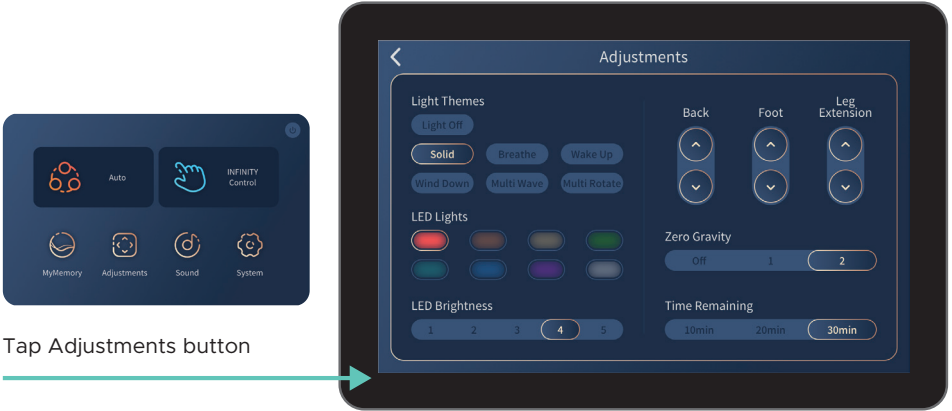 Auto
INFINITY
Control
MyMemory
Adjustments
Sound
System
Tap Adjustments button
Adjustments
Light Themes
Light Off
Solid
Breathe
Wake Up
Wind Down
Multi Wave
Multi Rotate
LED Lights
LED Brightness
1
2
3
4
5
Back
Foot
Leg
Extension
Zero Gravity
Off
1
2
Time Remaining
10min
20min
30min